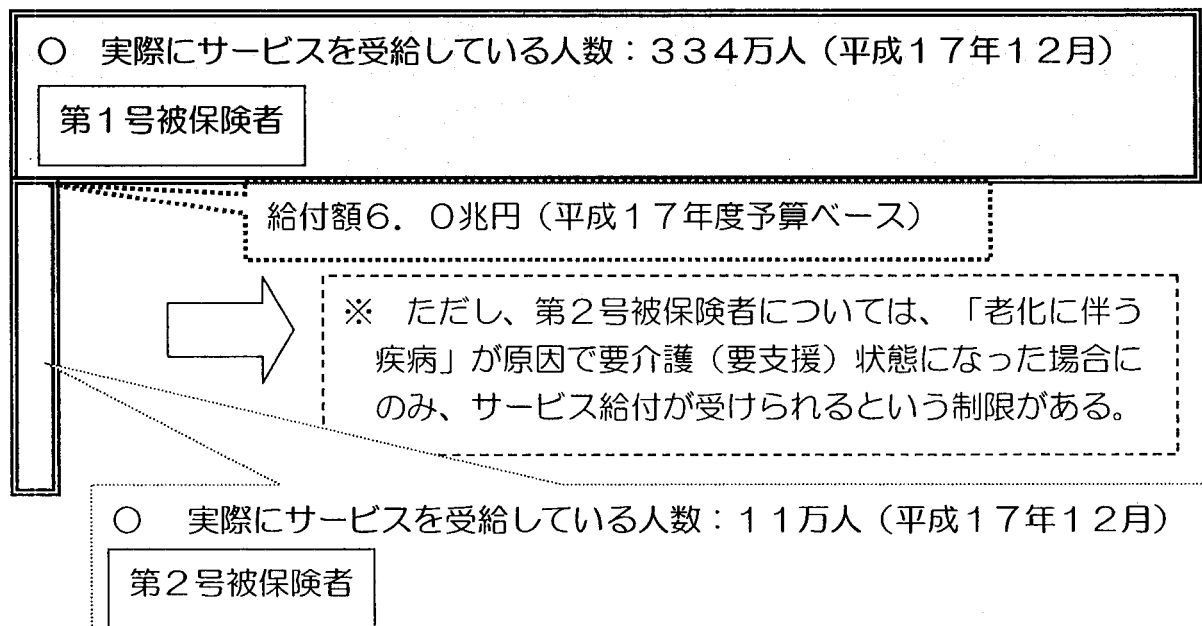 ○　実際にサービスを受給している人数：３３４万人（平成１７年１２月）
第１号被保険者
給付額６．０兆円（平成１７年度予算ベース）
※　ただし、第２号被保険者については、「老化に伴う
疾病」が原因で要介護（要支援）状態になった場合に
のみ、サービス給付が受けられるという制限がある。
○　実際にサービスを受給している人数：１１万人（平成１７年１２月）
第２号被保険者